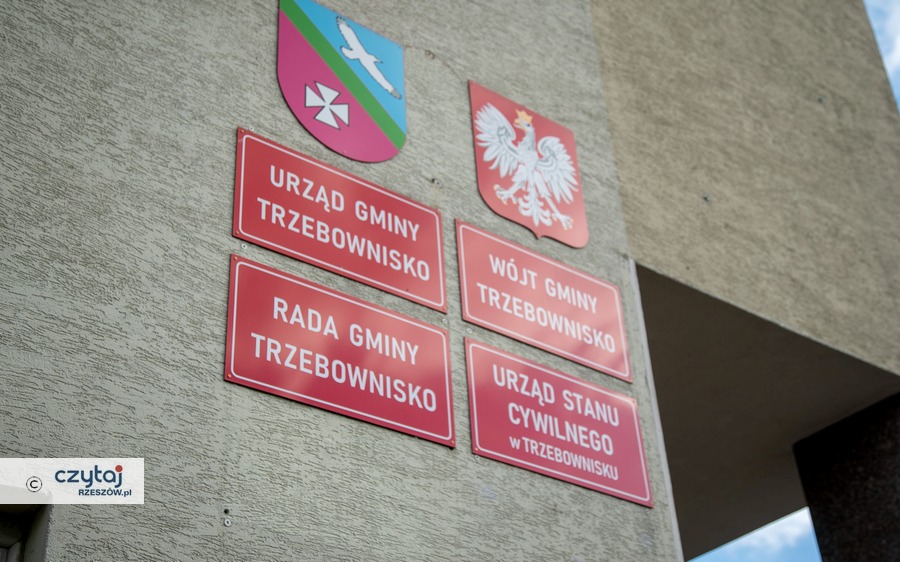 URZĄD GMINY
TRZEBOWNISKO
WÓJT GMINY
TRZEBOWNISKO
RADA GMINY
TRZEBOWNISKO
URZĄD STANU
CYWILNEGO
w TRZEBOWNISKU
© czytaj
RZESZÓW.pl